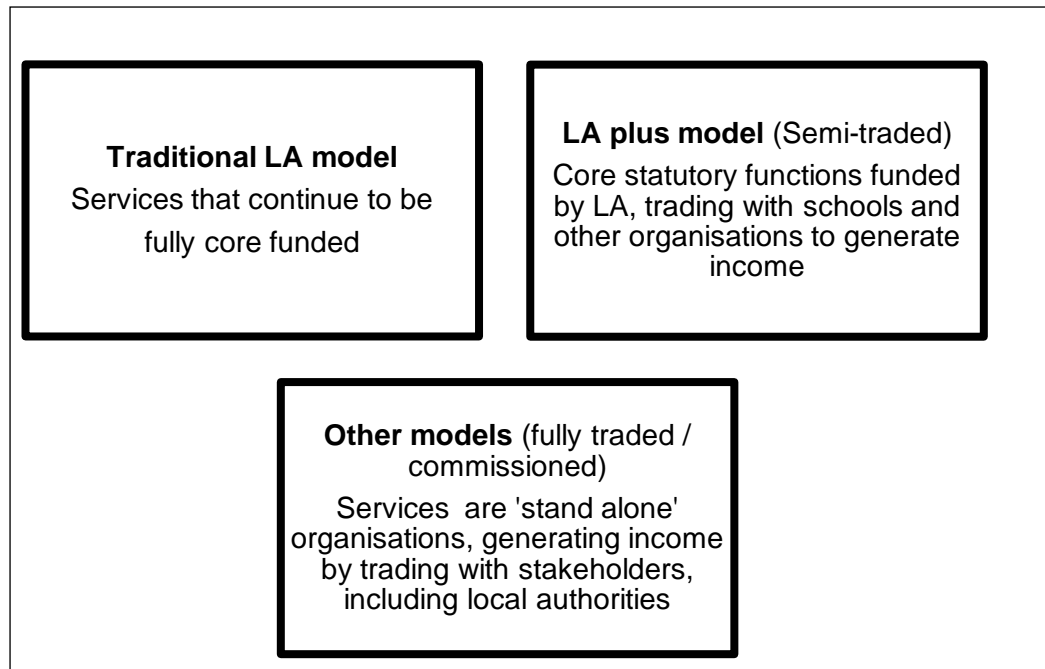 Traditional LA model
Services that continue to be
fully core funded
LA plus model (Semi-traded)
Core statutory functions funded
by LA, trading with schools and
other organisations to generate
income
Other models (fully traded /
commissioned)
Services are 'stand alone'
organisations, generating income
by trading with stakeholders,
including local authorities